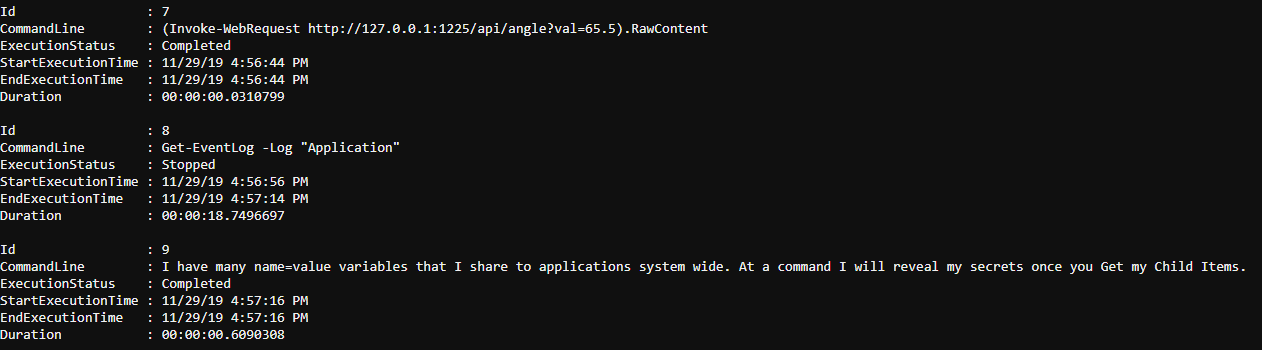 Id                 : 7
CommandLine        : (Invoke-WebRequest http://127.0.0.1:1225/api/angle?val=65.5).RawContent
ExecutionStatus    : Completed
StartExecutionTime : 11/29/19 4:56:44 PM
EndExecutionTime   : 11/29/19 4:56:44 PM
Duration           : 00:00:00.0310799

Id                 : 8
CommandLine        : Get-EventLog -Log "Application"
ExecutionStatus    : Stopped
StartExecutionTime : 11/29/19 4:56:56 PM
EndExecutionTime   : 11/29/19 4:57:14 PM
Duration           : 00:00:18.7496697

Id                 : 9
CommandLine        : I have many name=value variables that I share to applications system wide. At a command I will reveal my secrets once you Get my Child Items.
ExecutionStatus    : Completed
StartExecutionTime : 11/29/19 4:57:16 PM
EndExecutionTime   : 11/29/19 4:57:16 PM
Duration           : 00:00:00.6090308